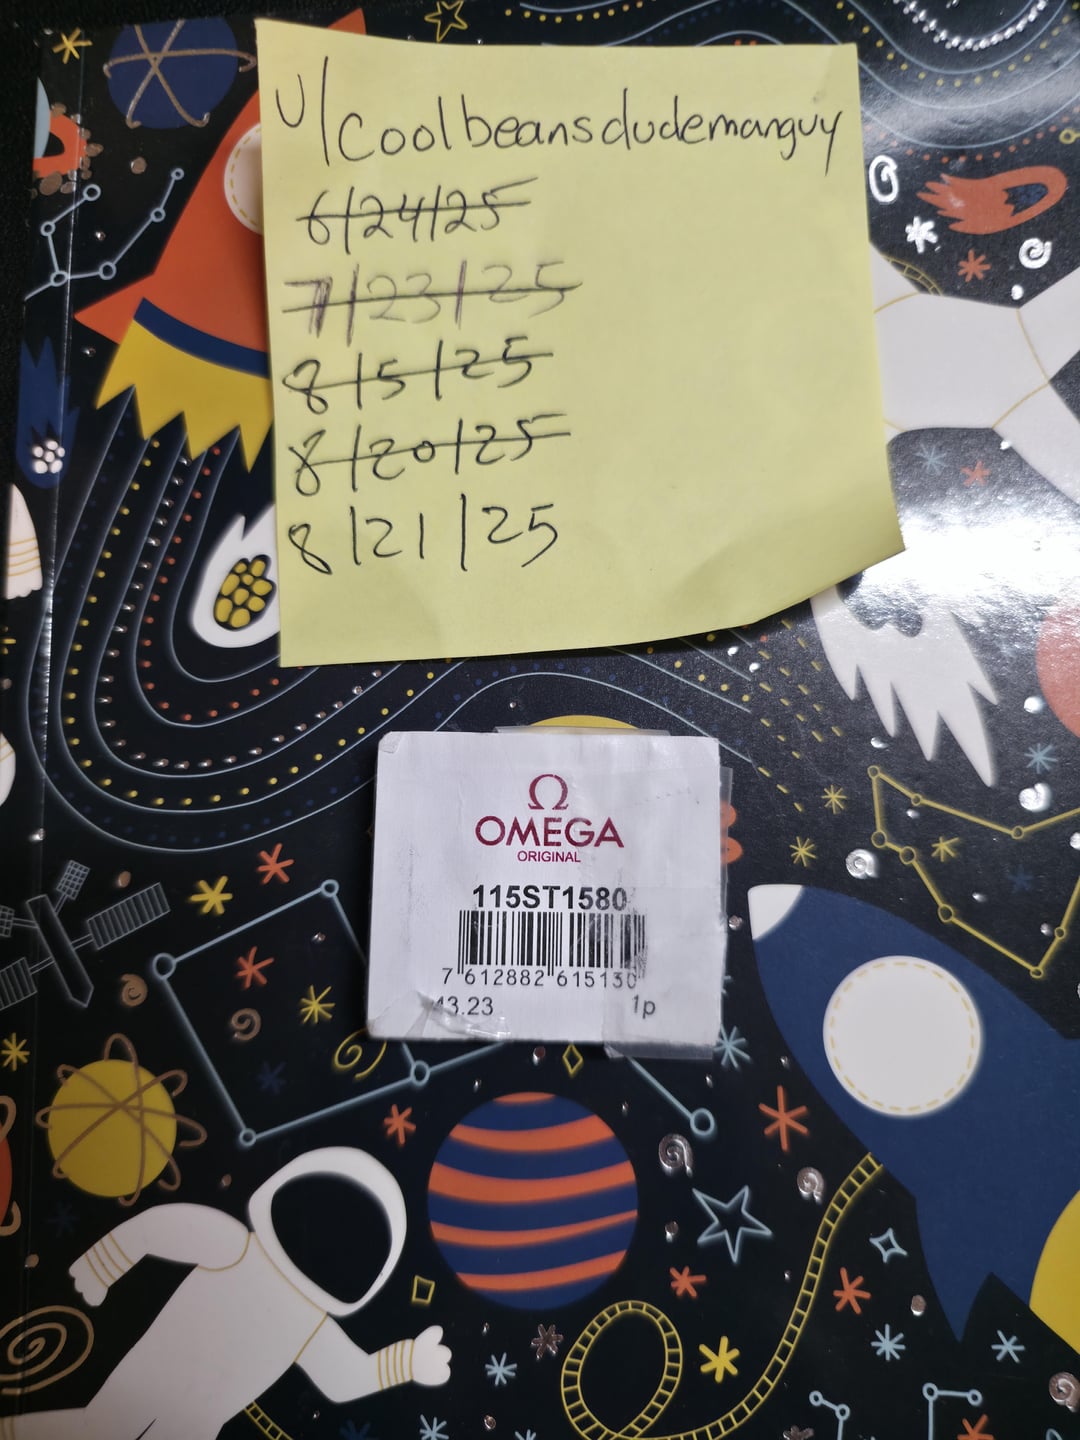 u/coolbeansdudemanguy
6/24/25
7/23/25
8/5/25
8/20/25
8/21/25
Ω
OMEGA
ORIGINAL
115ST1580
7 612882 615130
43.23 1p